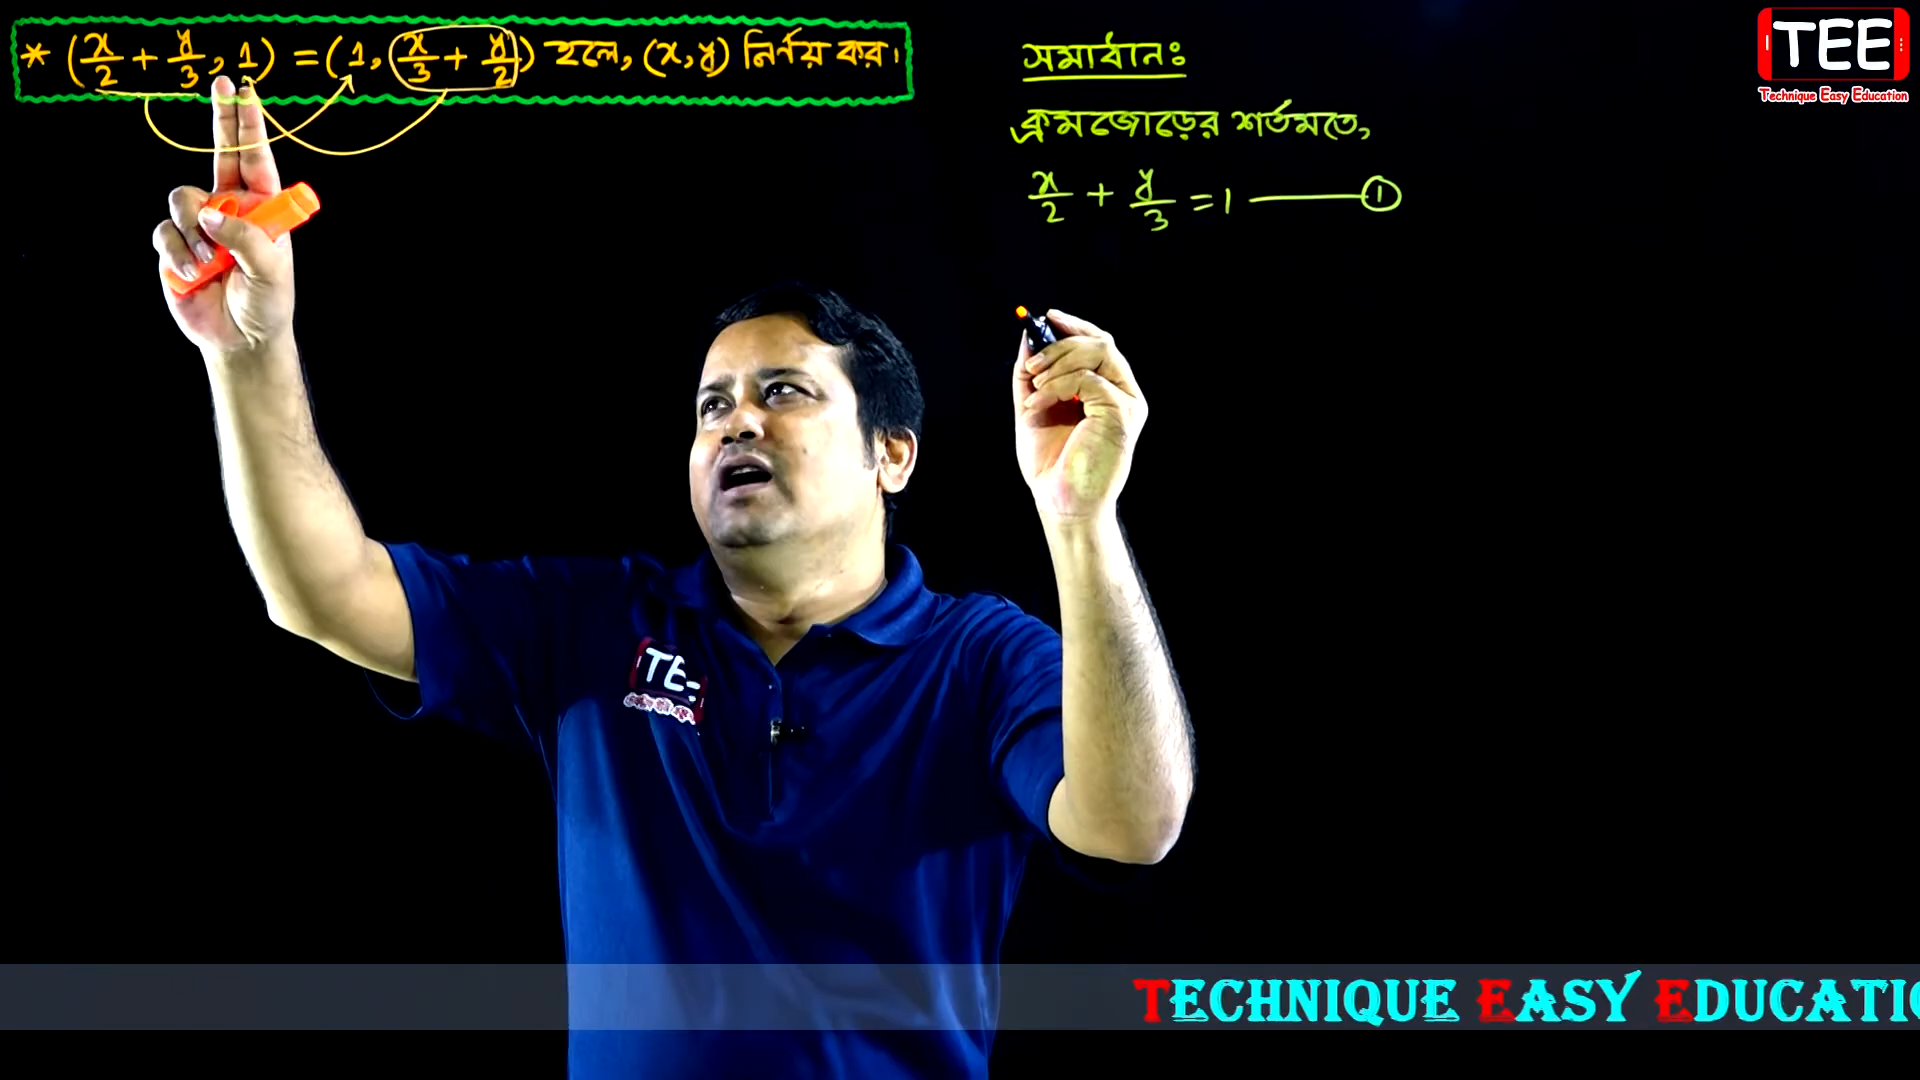 * (x/2 + y/3, 1) = (1, x/3 + y/2) হলে, (x, y) নির্ণয় কর।
সমাধানঃ
ক্রমজোড়ের শর্তমতে,
x/2 + y/3 = 1 ——— ①
TEE
Technique Easy Education
TEE
TECHNIQUE EASY EDUCATIO